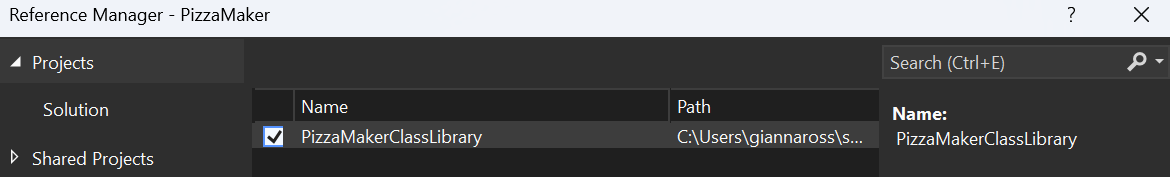 Reference Manager - PizzaMaker ?
Projects
Search (Ctrl+E)
Solution
Name Path
Name:
PizzaMakerClassLibrary C:\Users\giannaross\s...
PizzaMakerClassLibrary
Shared Projects